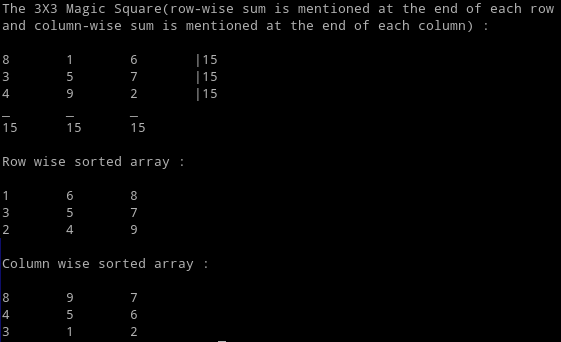 The 3X3 Magic Square(row-wise sum is mentioned at the end of each row
and column-wise sum is mentioned at the end of each column) :
8 1 6 |15
3 5 7 |15
4 9 2 |15
_ _ _
15 15 15
Row wise sorted array :
1 6 8
3 5 7
2 4 9
Column wise sorted array :
8 9 7
4 5 6
3 1 2